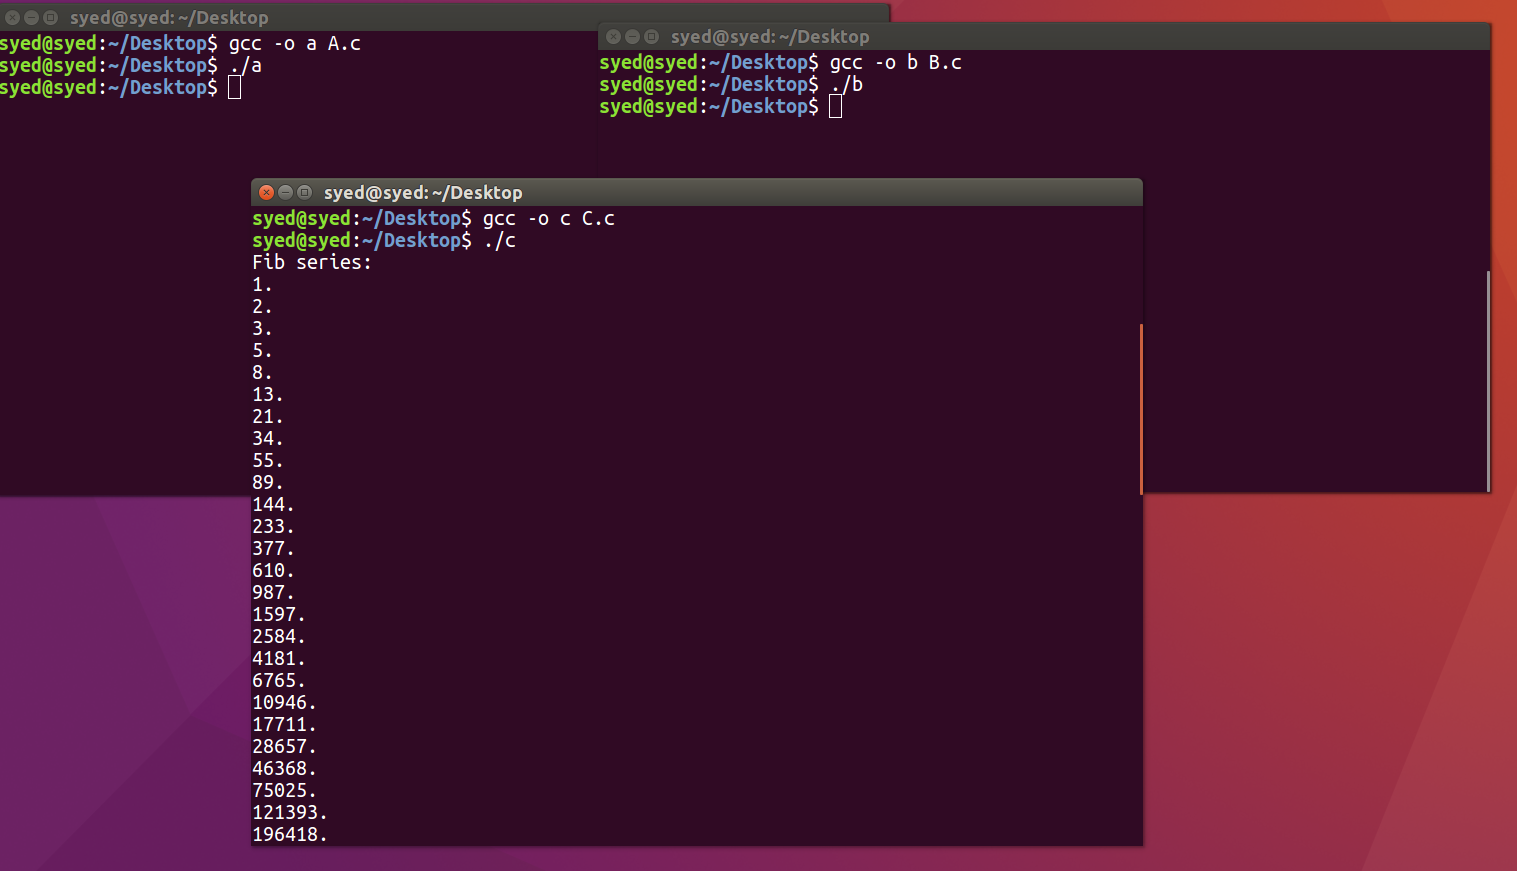 syed@syed: ~/Desktop
syed@syed:~/Desktop$ gcc -o a A.c
syed@syed:~/Desktop$ ./a
syed@syed:~/Desktop$
syed@syed: ~/Desktop
syed@syed:~/Desktop$ gcc -o b B.c
syed@syed:~/Desktop$ ./b
syed@syed:~/Desktop$
syed@syed: ~/Desktop
syed@syed:~/Desktop$ gcc -o c C.c
syed@syed:~/Desktop$ ./c
Fib series:
1.
2.
3.
5.
8.
13.
21.
34.
55.
89.
144.
233.
377.
610.
987.
1597.
2584.
4181.
6765.
10946.
17711.
28657.
46368.
75025.
121393.
196418.